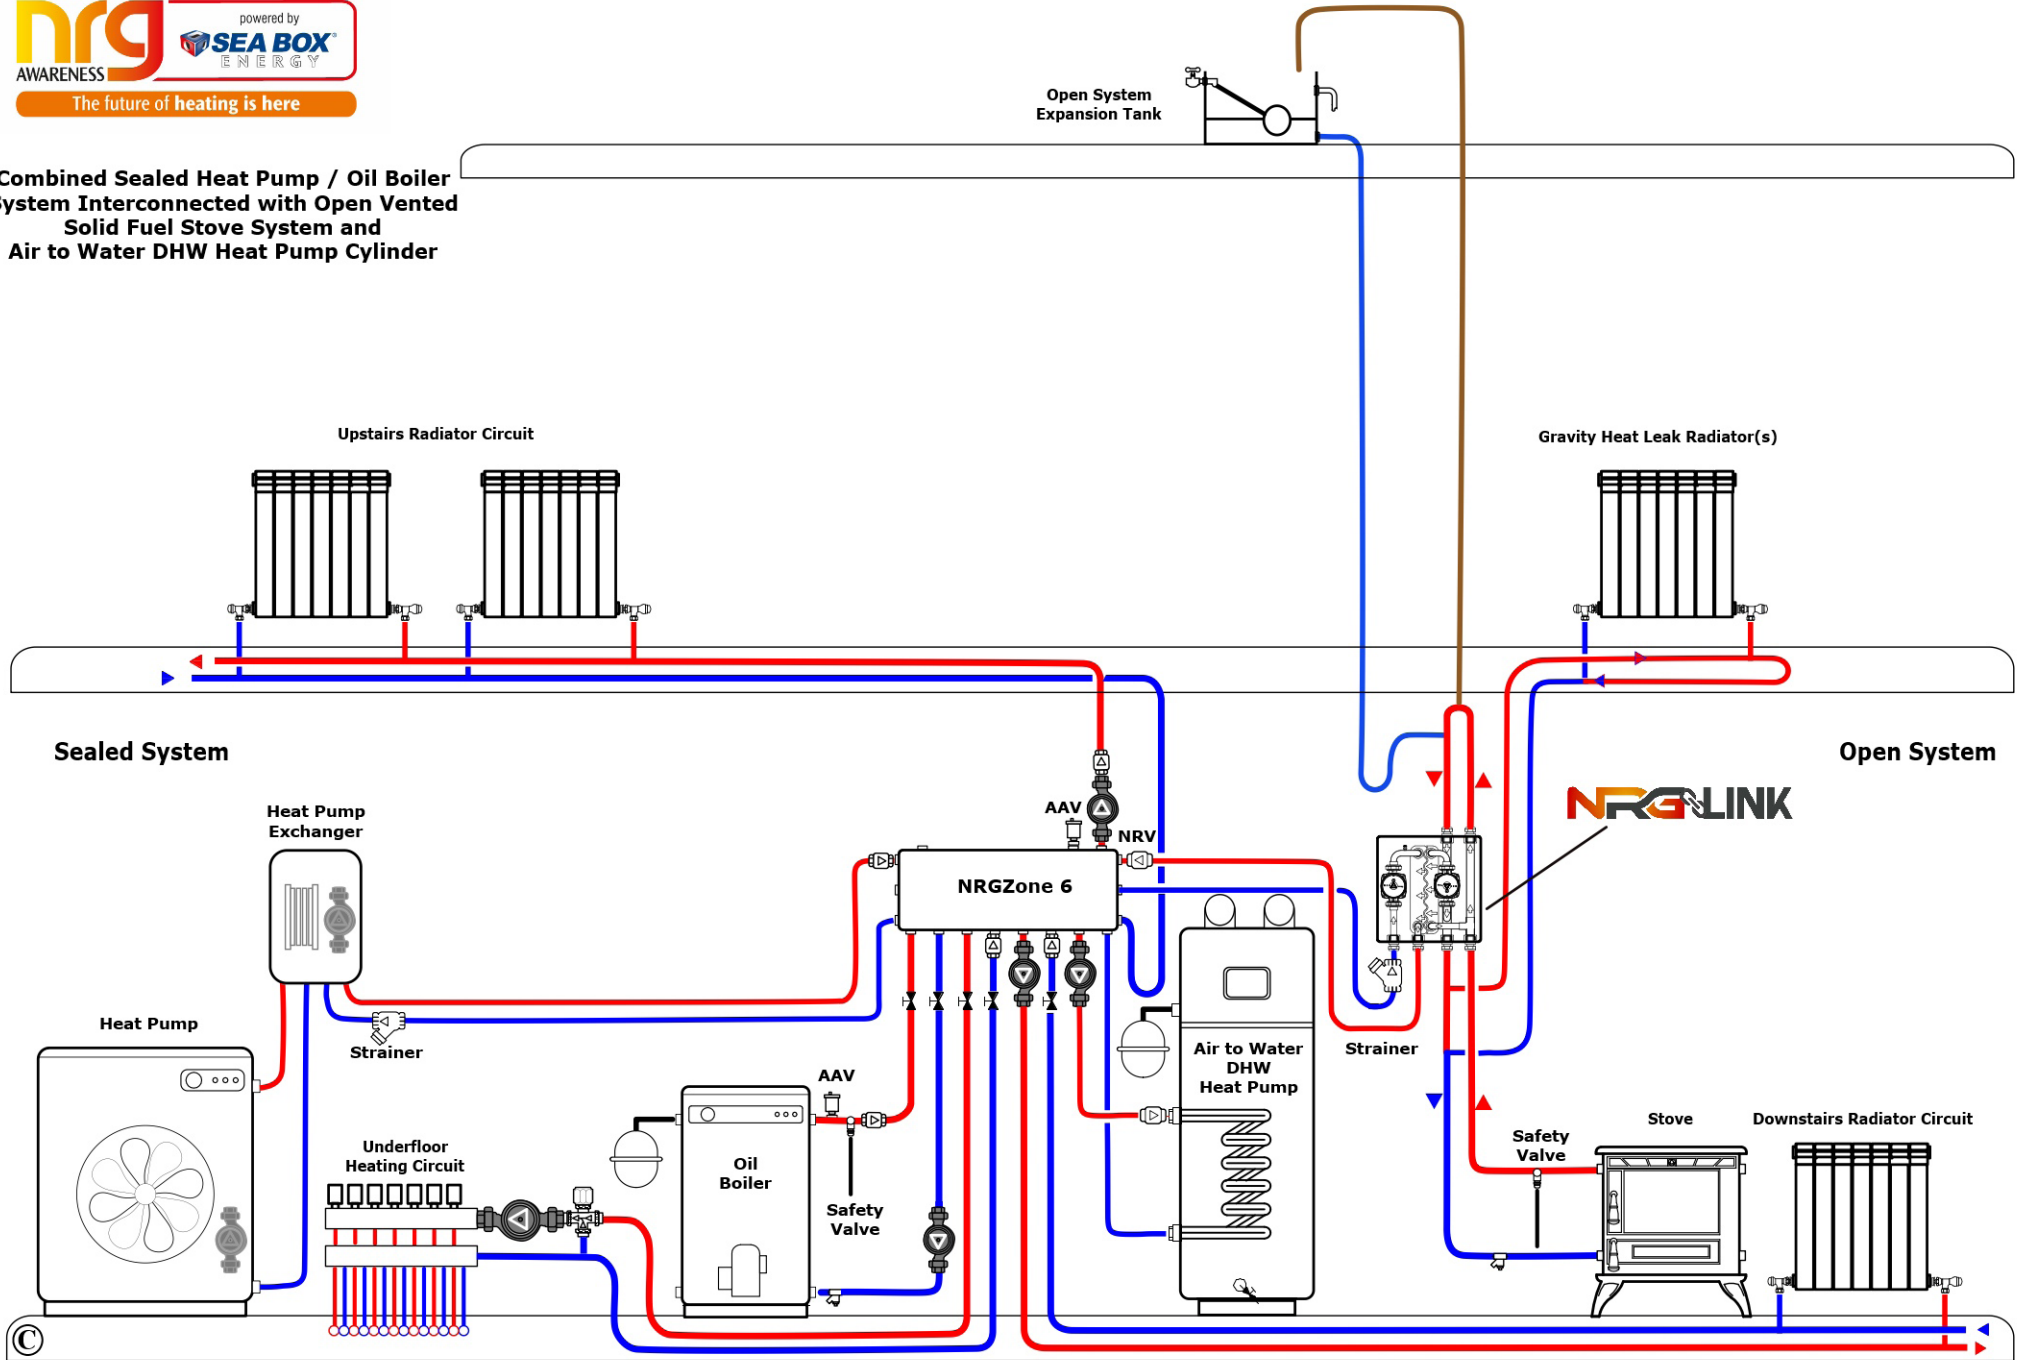 nrg
AWARENESS
powered by
SEA BOX
ENERGY
The future of heating is here
Combined Sealed Heat Pump / Oil Boiler
System Interconnected with Open Vented
Solid Fuel Stove System and
Air to Water DHW Heat Pump Cylinder
Open System
Expansion Tank
Upstairs Radiator Circuit
Gravity Heat Leak Radiator(s)
Sealed System
Open System
NRG LINK
Heat Pump
Exchanger
AAV
NRV
NRGZone 6
Heat Pump
Strainer
Strainer
Air to Water
DHW
Heat Pump
AAV
Underfloor
Heating Circuit
Oil
Boiler
Safety
Valve
Safety
Valve
Stove
Downstairs Radiator Circuit
©